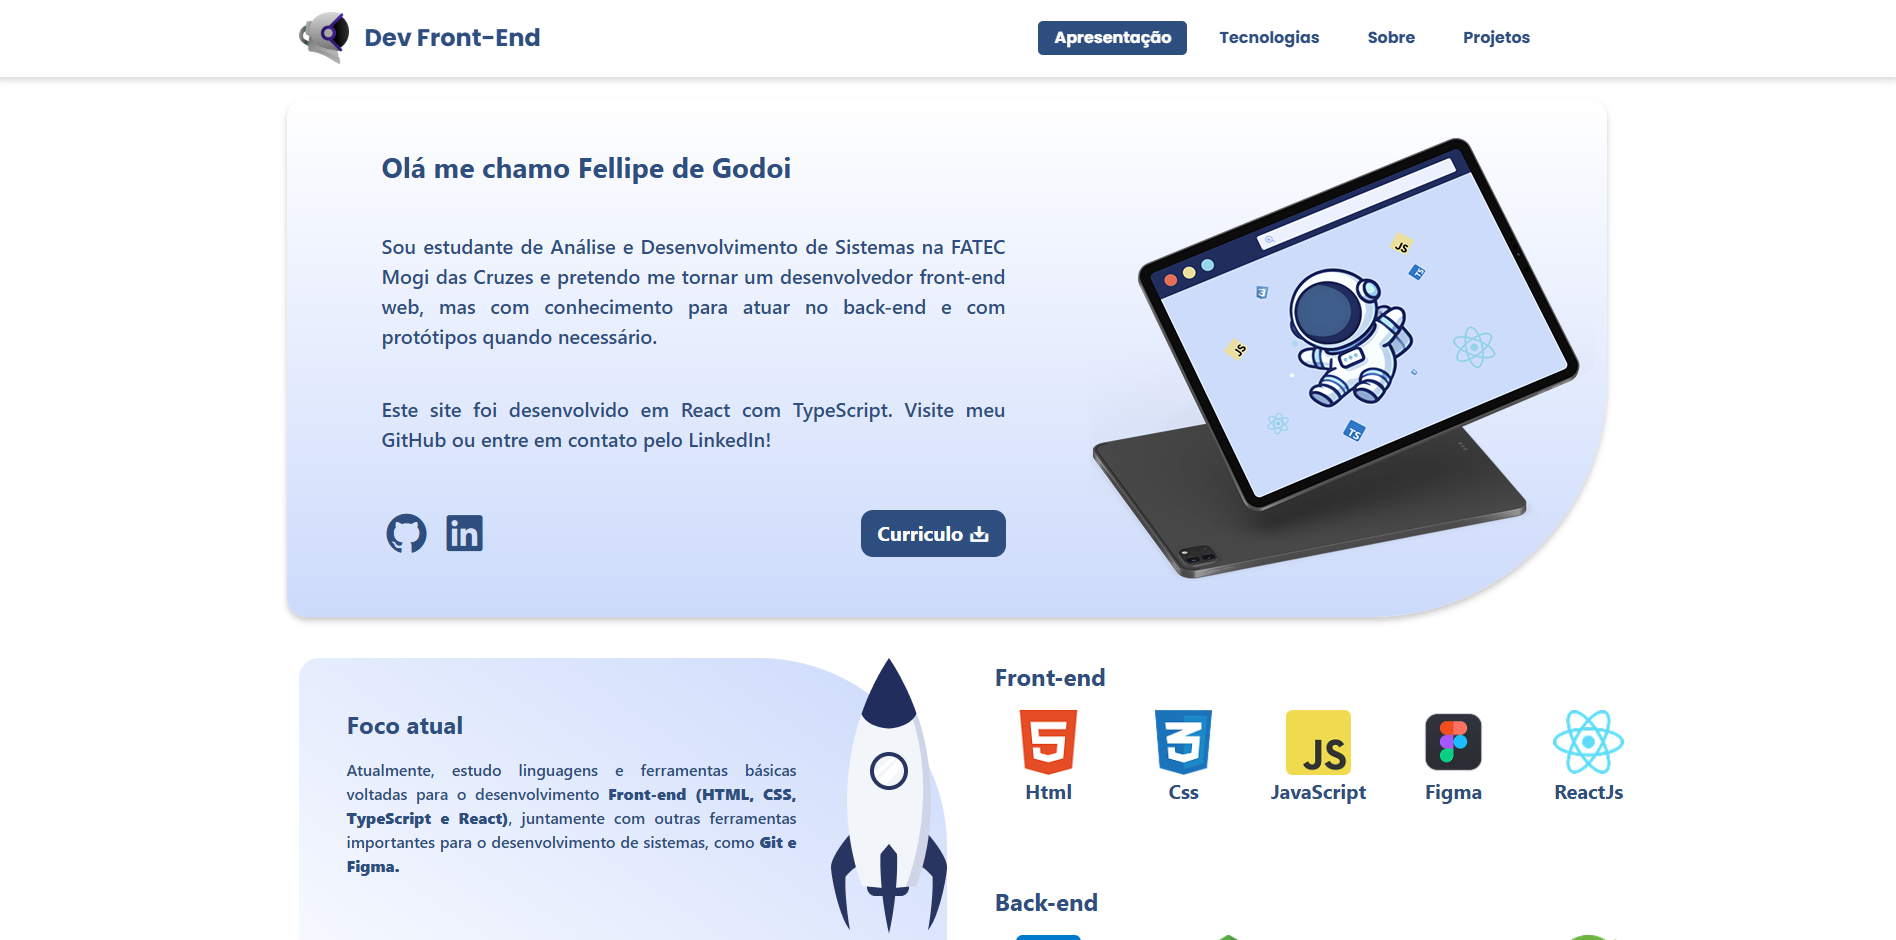 Dev Front-End
Apresentação
Tecnologias
Sobre
Projetos
Olá me chamo Fellipe de Godoi
Sou estudante de Análise e Desenvolvimento de Sistemas na FATEC
Mogi das Cruzes e pretendo me tornar um desenvolvedor front-end
web, mas com conhecimento para atuar no back-end e com
protótipos quando necessário.
Este site foi desenvolvido em React com TypeScript. Visite meu
GitHub ou entre em contato pelo LinkedIn!
in
Curriculo
JS
TS
3
JS
TS
Foco atual
Atualmente, estudo linguagens e ferramentas básicas
voltadas para o desenvolvimento Front-end (HTML, CSS,
TypeScript e React), juntamente com outras ferramentas
importantes para o desenvolvimento de sistemas, como Git e
Figma.
Front-end
5
3
JS
Html
Css
JavaScript
Figma
ReactJs
Back-end